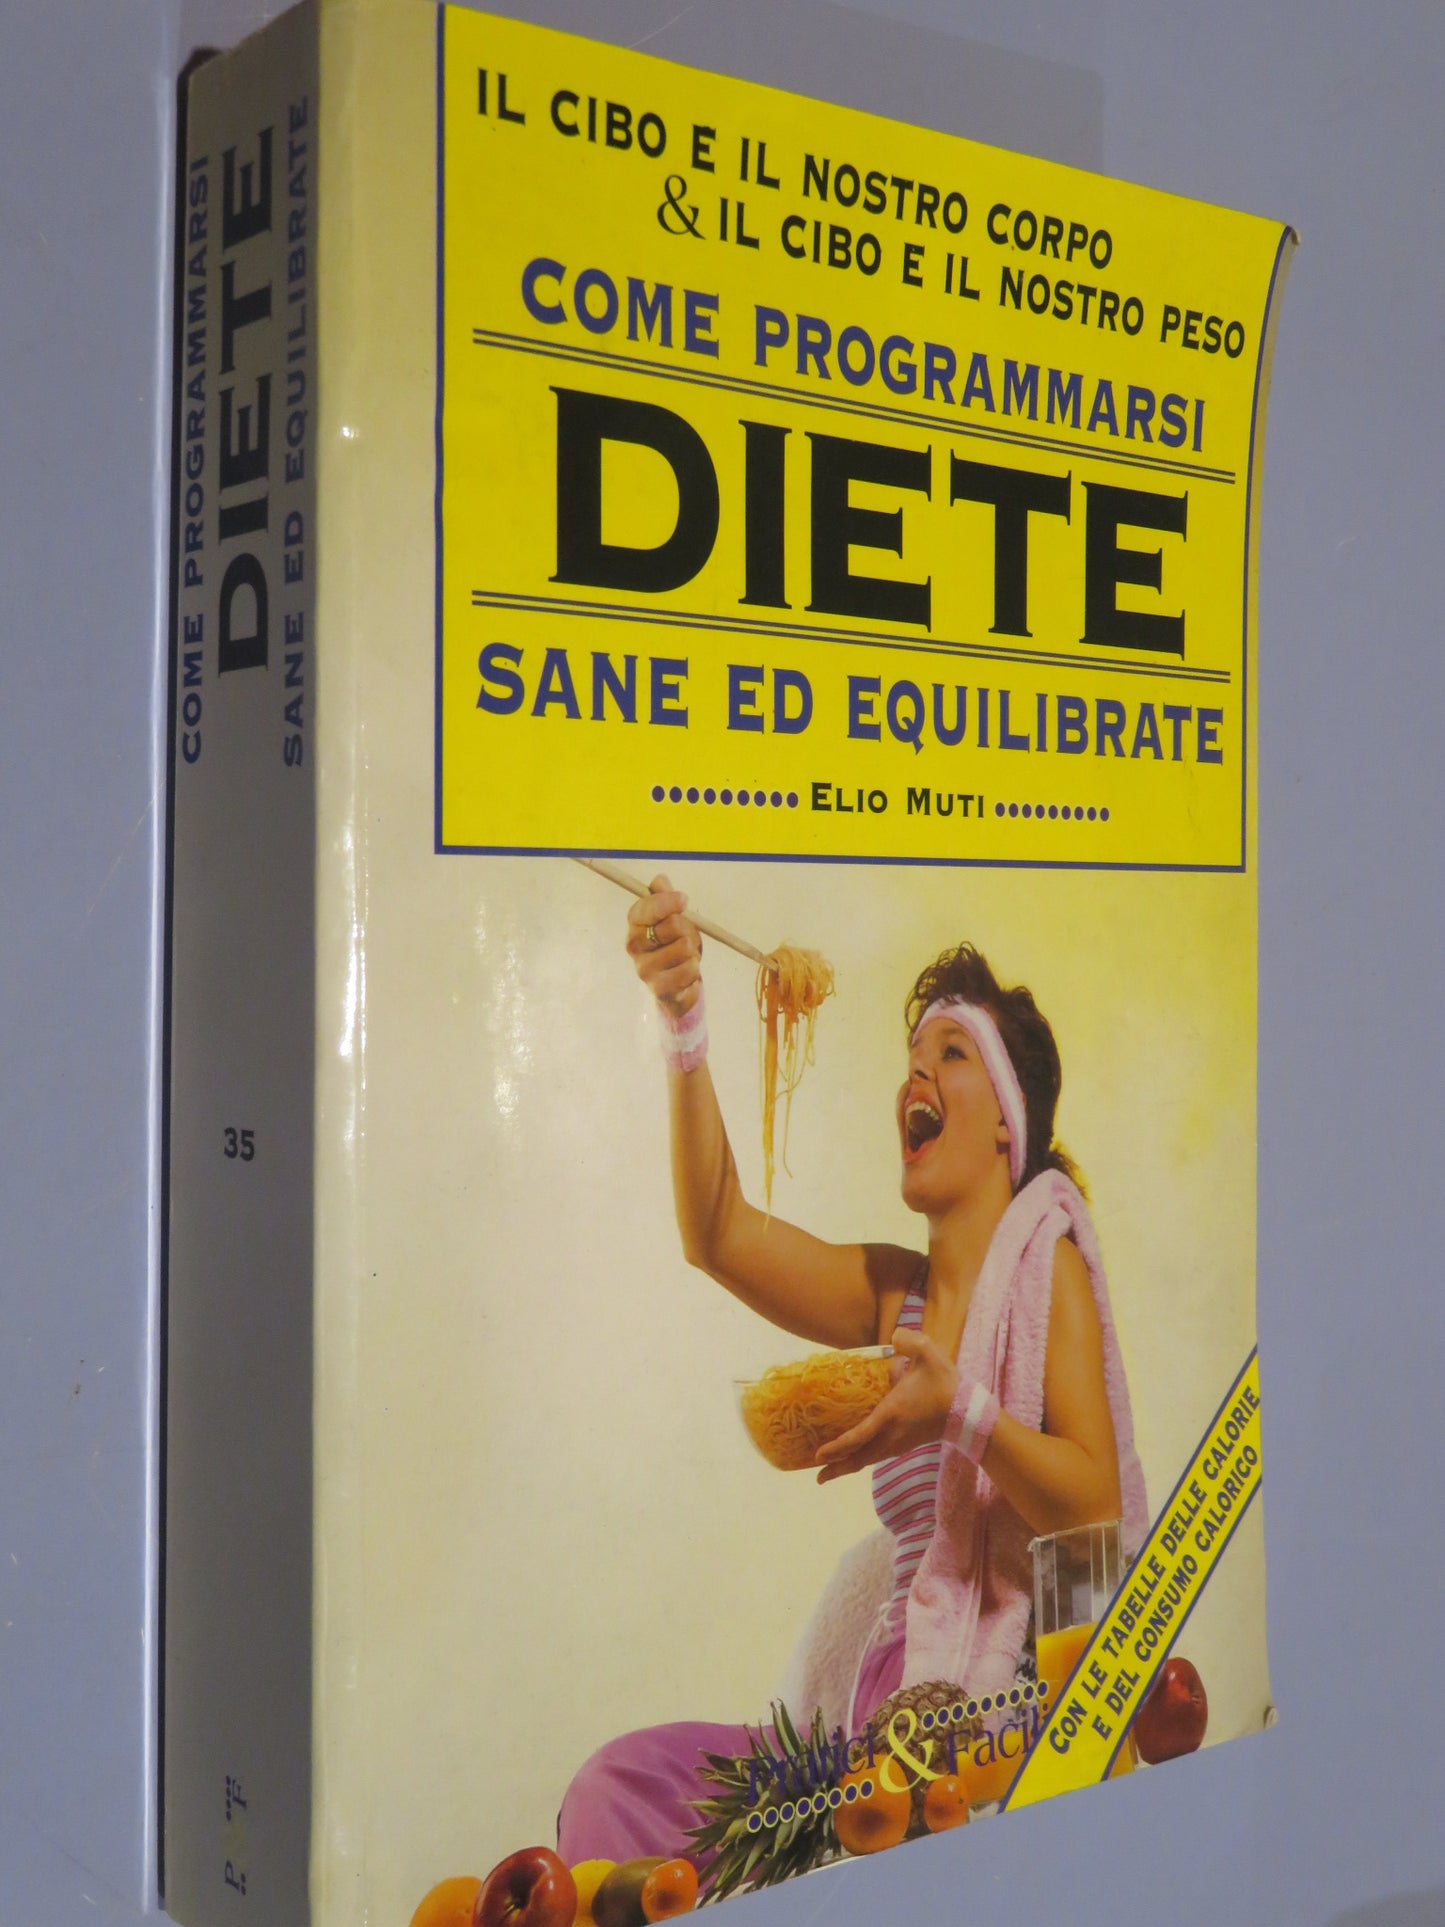 IL CIBO E IL NOSTRO CORPO
& IL CIBO E IL NOSTRO PESO
COME PROGRAMMARSI
DIETE
SANE ED EQUILIBRATE
ELIO MUTI
CON LE TABELLE DELLE CALORIE
E DEL CONSUMO CALORICO
Pratici & Facili
COME PROGRAMMARSI
DIETE
SANE ED EQUILIBRATE
35
P & F